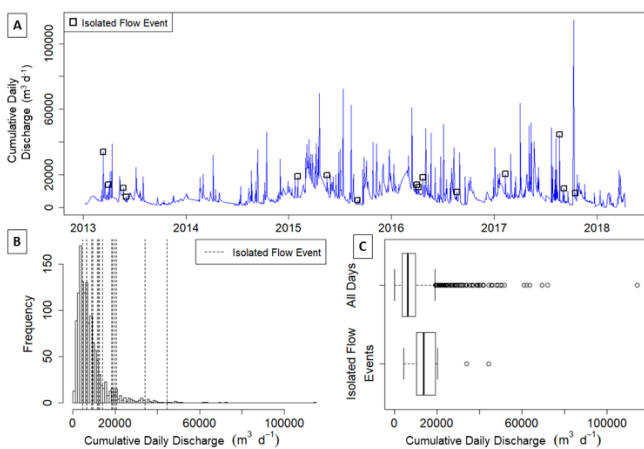 A
Isolated Flow Event
Cumulative Daily
Discharge (m³ d⁻¹)
0 20000 60000 100000
2013 2014 2015 2016 2017 2018
B
Isolated Flow Event
Frequency
0 50 100 150
0 20000 60000 100000
Cumulative Daily Discharge (m³ d⁻¹)
C
All Days
Isolated Flow
Events
0 20000 60000 100000
Cumulative Daily Discharge (m³ d⁻¹)